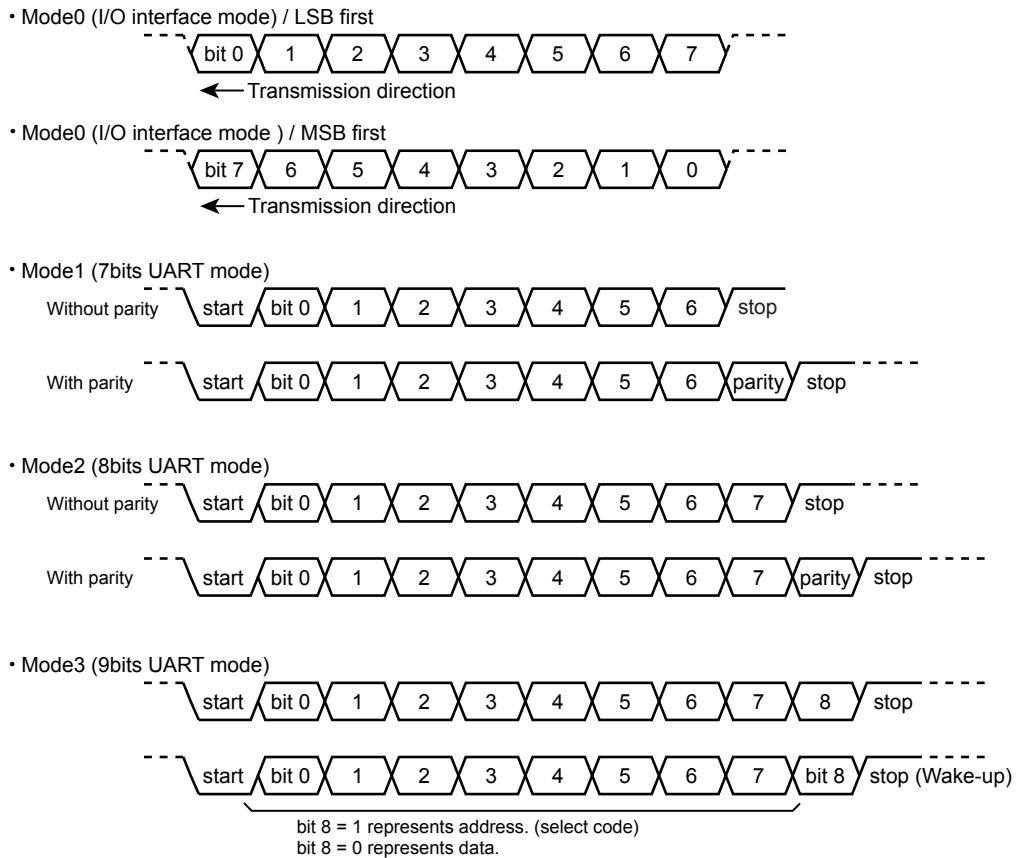 ・Mode0 (I/O interface mode) / LSB first
bit 0 1 2 3 4 5 6 7
Transmission direction
・Mode0 (I/O interface mode ) / MSB first
bit 7 6 5 4 3 2 1 0
Transmission direction
・Mode1 (7bits UART mode)
Without parity start bit 0 1 2 3 4 5 6 stop
With parity start bit 0 1 2 3 4 5 6 parity stop
・Mode2 (8bits UART mode)
Without parity start bit 0 1 2 3 4 5 6 7 stop
With parity start bit 0 1 2 3 4 5 6 7 parity stop
・Mode3 (9bits UART mode)
start bit 0 1 2 3 4 5 6 7 8 stop
start bit 0 1 2 3 4 5 6 7 bit 8 stop (Wake-up)
bit 8 = 1 represents address. (select code)
bit 8 = 0 represents data.